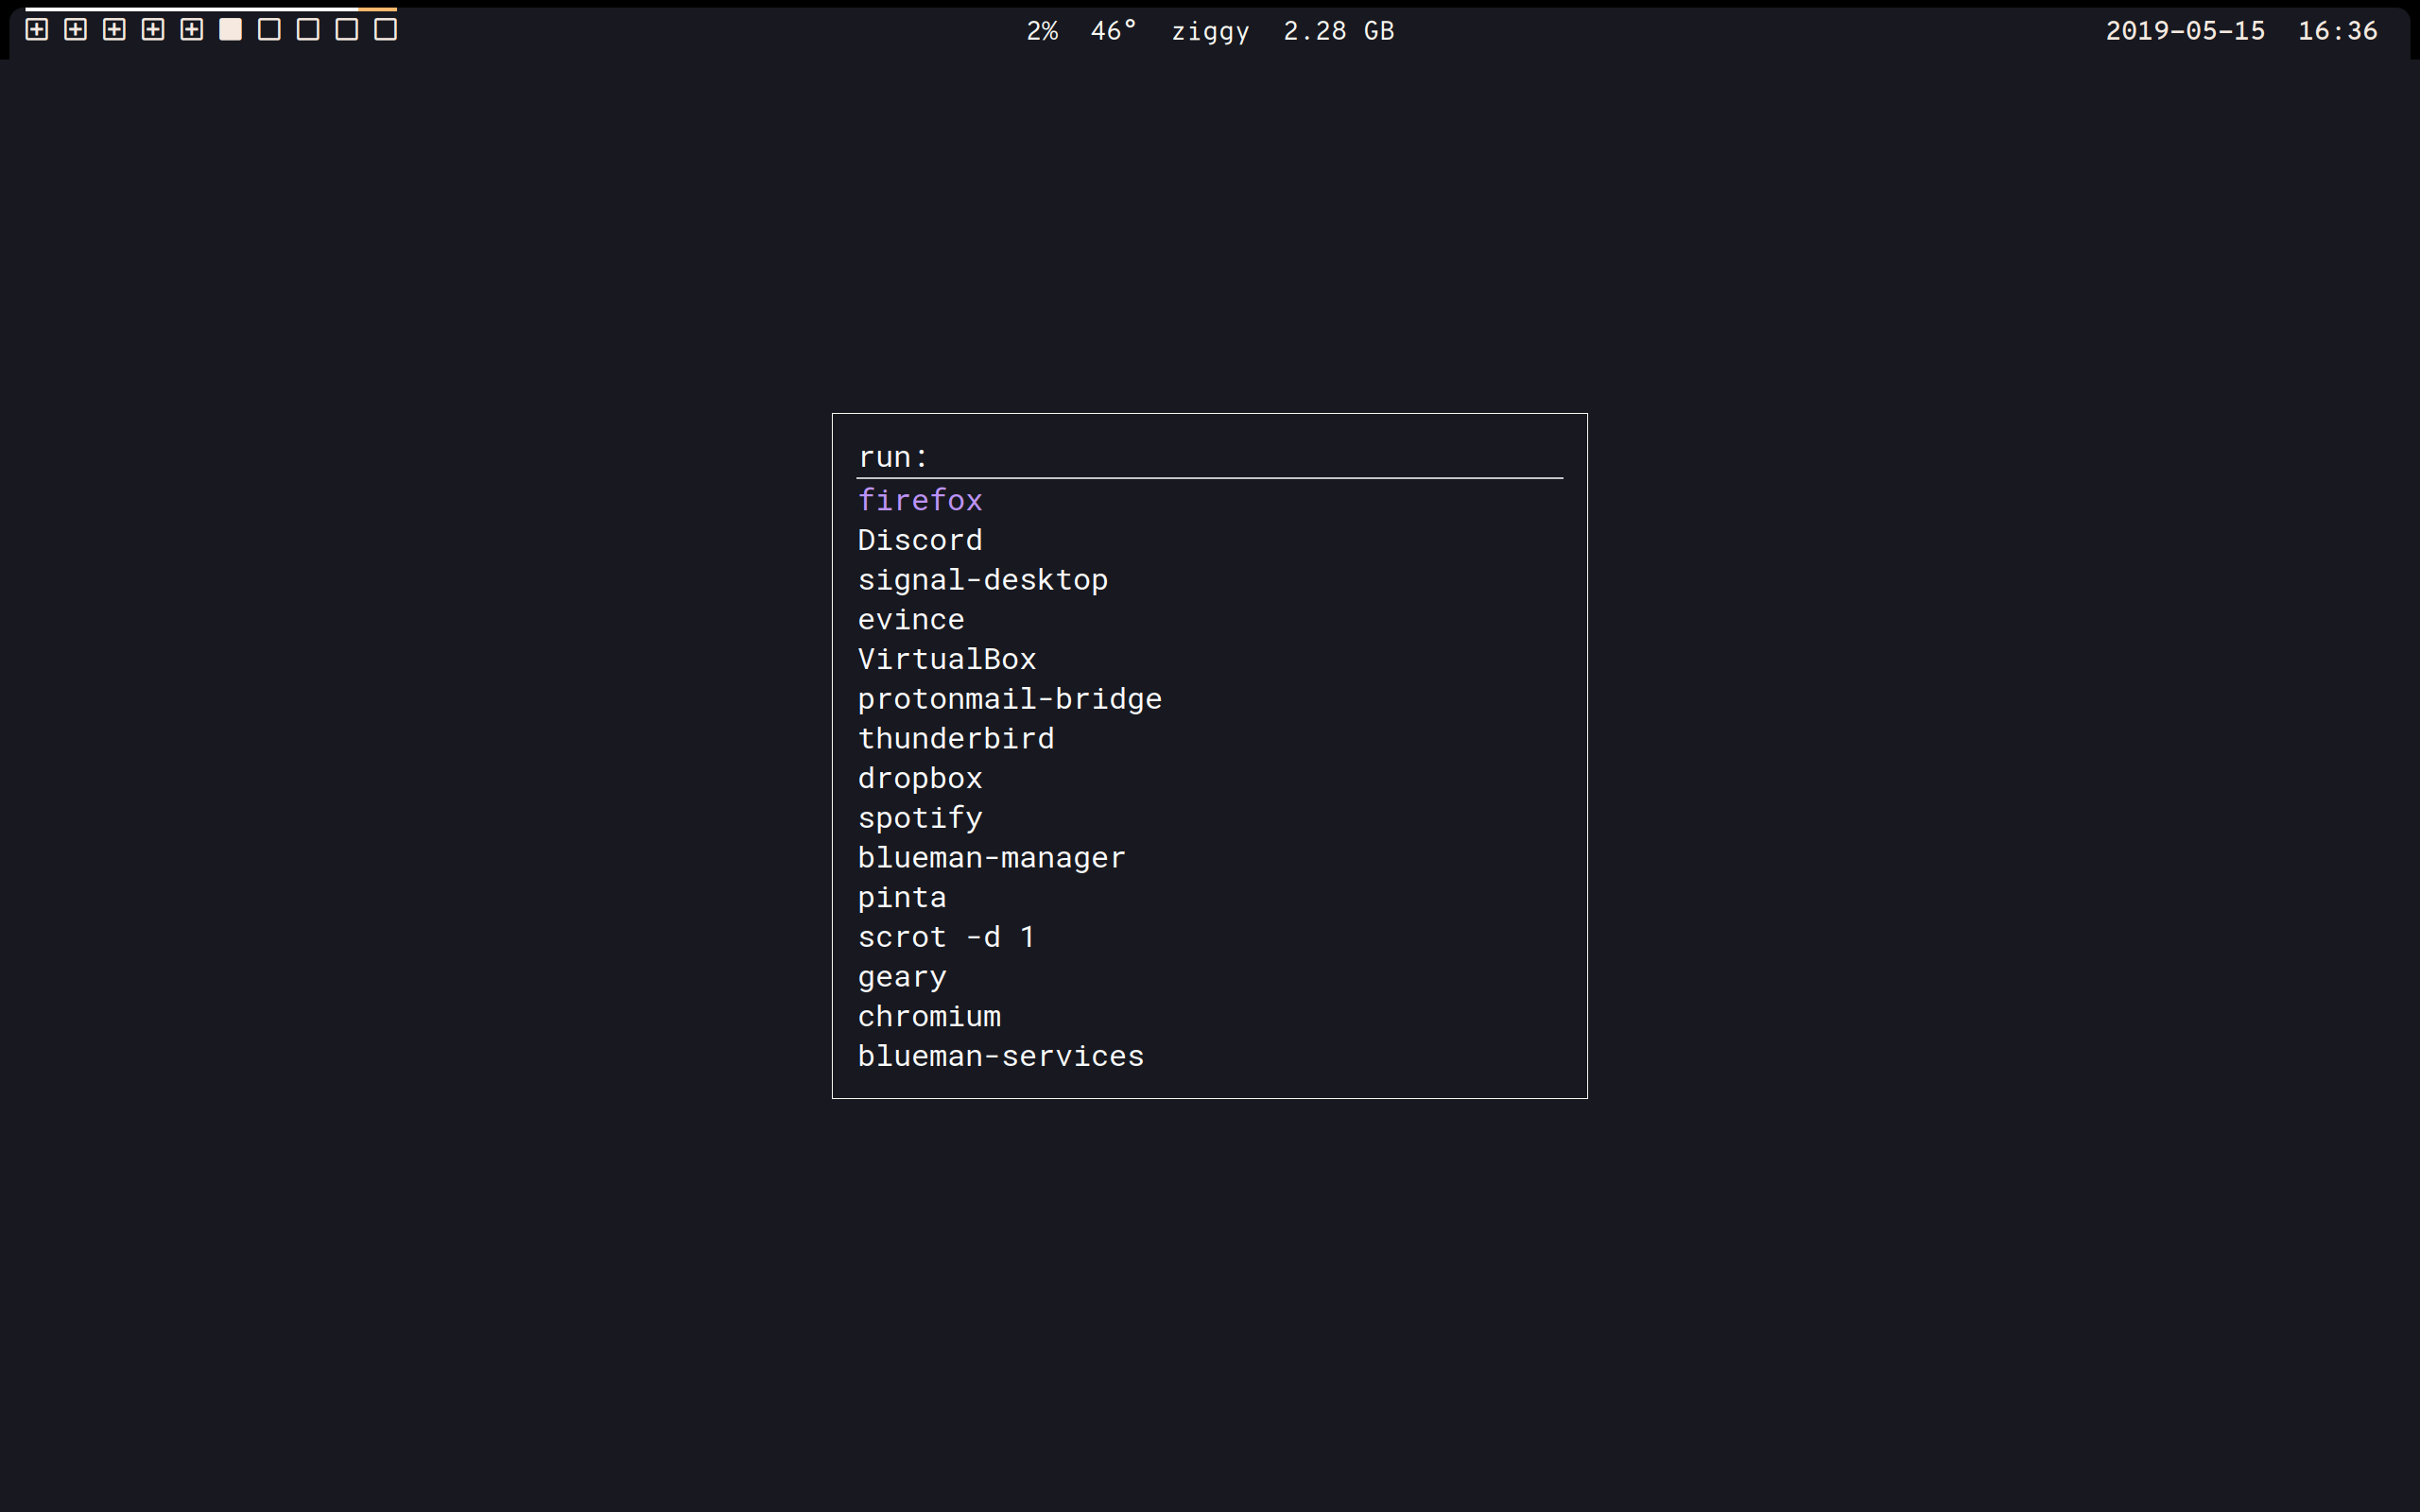 2% 46° ziggy 2.28 GB
2019-05-15 16:36
run:
firefox
Discord
signal-desktop
evince
VirtualBox
protonmail-bridge
thunderbird
dropbox
spotify
blueman-manager
pinta
scrot -d 1
geary
chromium
blueman-services